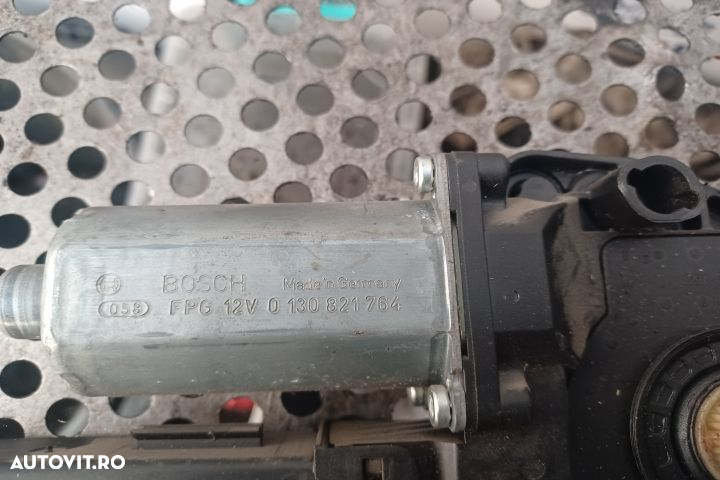 BOSCH Made in Germany
058 FPG 12V 0 130 821 764
AUTOVIT.RO